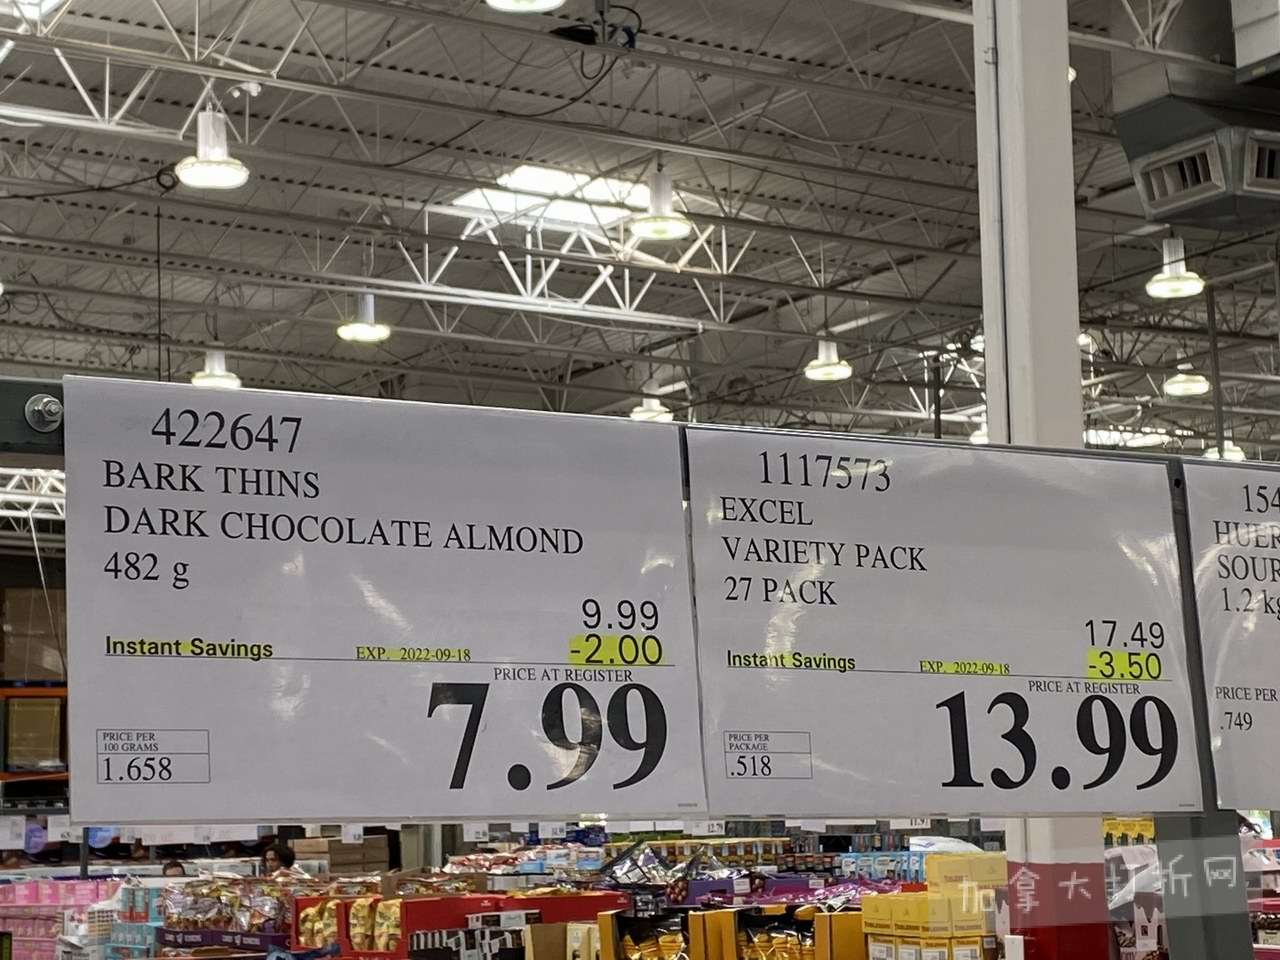 422647
BARK THINS
DARK CHOCOLATE ALMOND
482 g
9.99
Instant Savings EXP. 2022-09-18 -2.00
PRICE AT REGISTER
7.99
PRICE PER
100 GRAMS
1.658
1117573
EXCEL
VARIETY PACK
27 PACK
17.49
Instant Savings EXP. 2022-09-18 -3.50
PRICE AT REGISTER
13.99
PRICE PER
PACKAGE
.518
154
HUER
SOUR
1.2 kg
PRICE PER
.749
加拿大打折网